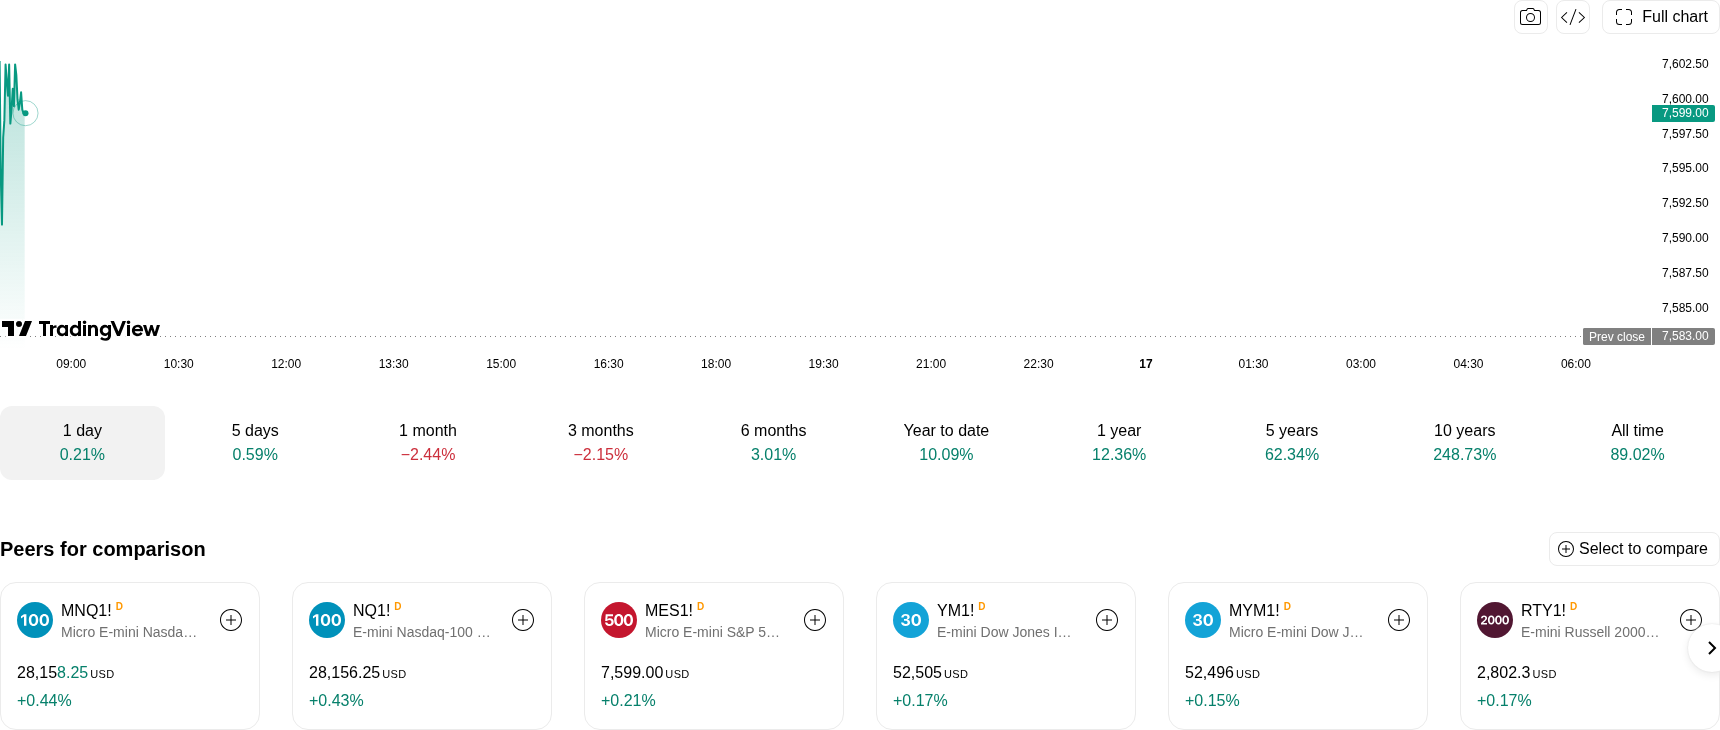 Full chart
7,602.50
7,600.00
7,599.00
7,597.50
7,595.00
7,592.50
7,590.00
7,587.50
7,585.00
TradingView
Prev close 7,583.00
09:00 10:30 12:00 13:30 15:00 16:30 18:00 19:30 21:00 22:30 17 01:30 03:00 04:30 06:00
1 day 5 days 1 month 3 months 6 months Year to date 1 year 5 years 10 years All time
0.21% 0.59% −2.44% −2.15% 3.01% 10.09% 12.36% 62.34% 248.73% 89.02%
Peers for comparison
Select to compare
100 MNQ1! D
Micro E-mini Nasda…
28,158.25 USD
+0.44%
100 NQ1! D
E-mini Nasdaq-100 …
28,156.25 USD
+0.43%
500 MES1! D
Micro E-mini S&P 5…
7,599.00 USD
+0.21%
30 YM1! D
E-mini Dow Jones I…
52,505 USD
+0.17%
30 MYM1! D
Micro E-mini Dow J…
52,496 USD
+0.15%
2000 RTY1! D
E-mini Russell 2000…
2,802.3 USD
+0.17%